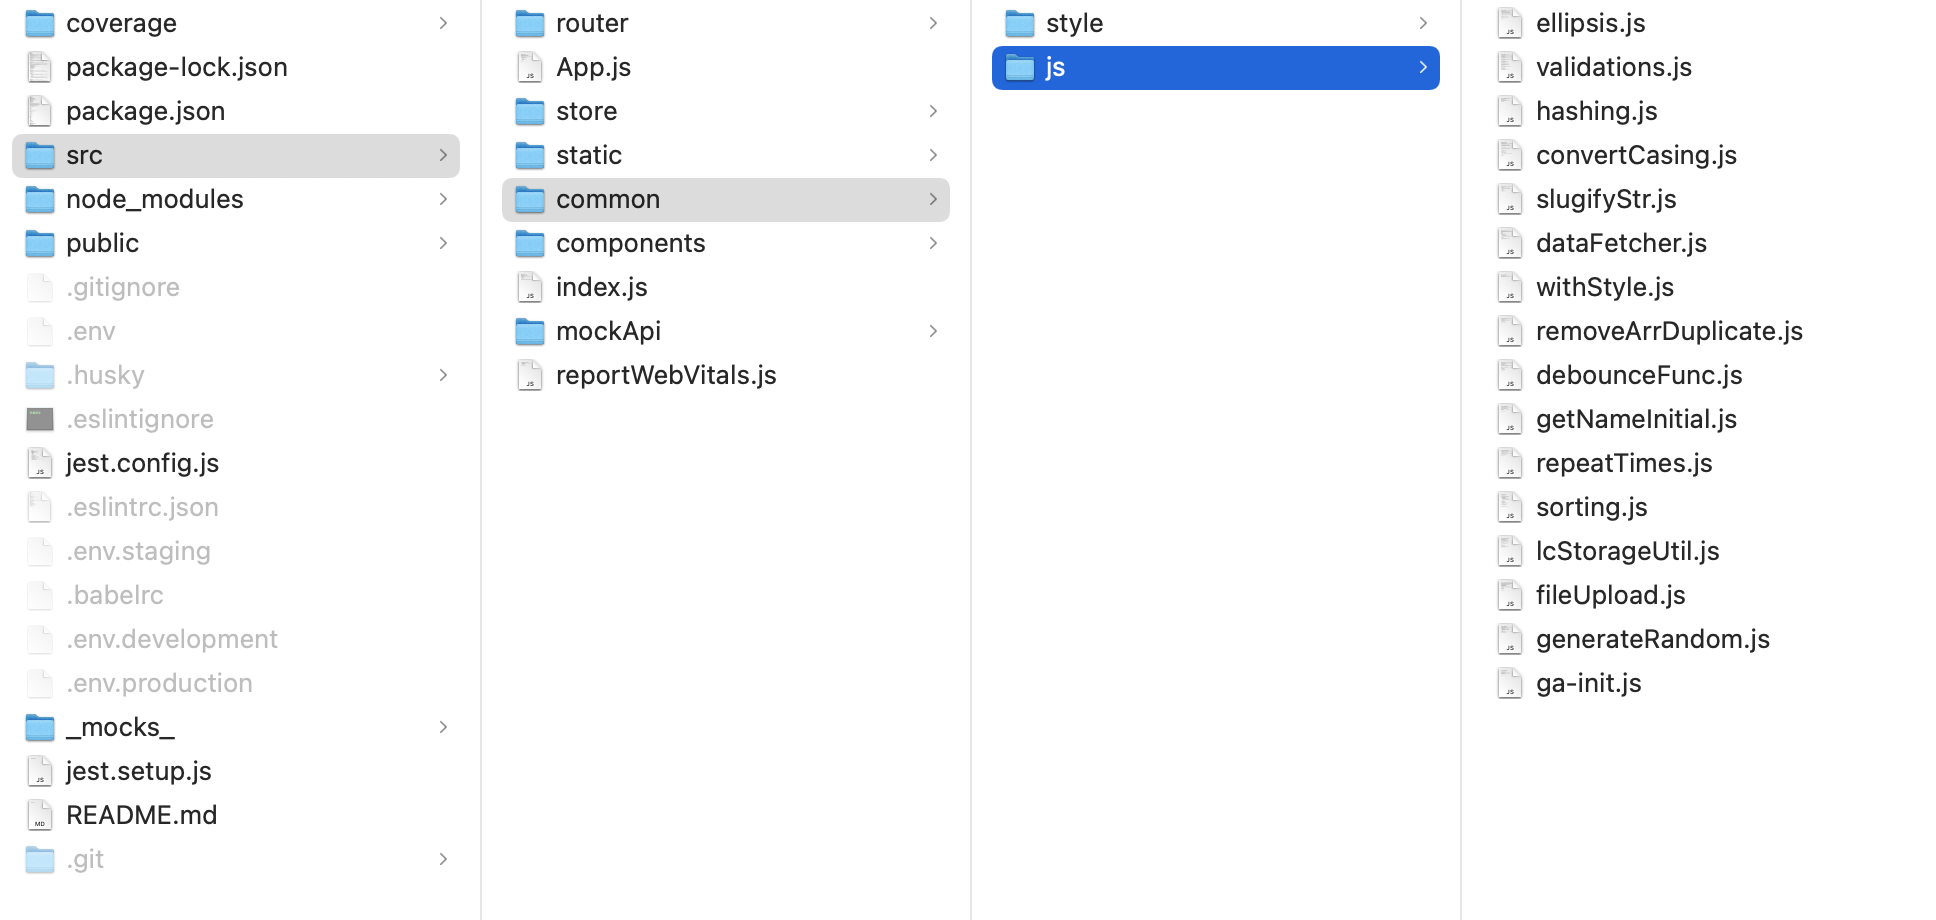 coverage
package-lock.json
package.json
src
node_modules
public
.gitignore
.env
.husky
.eslintignore
jest.config.js
.eslintrc.json
.env.staging
.babelrc
.env.development
.env.production
_mocks_
jest.setup.js
README.md
.git
router
App.js
store
static
common
components
index.js
mockApi
reportWebVitals.js
style
js
ellipsis.js
validations.js
hashing.js
convertCasing.js
slugifyStr.js
dataFetcher.js
withStyle.js
removeArrDuplicate.js
debounceFunc.js
getNameInitial.js
repeatTimes.js
sorting.js
lcStorageUtil.js
fileUpload.js
generateRandom.js
ga-init.js